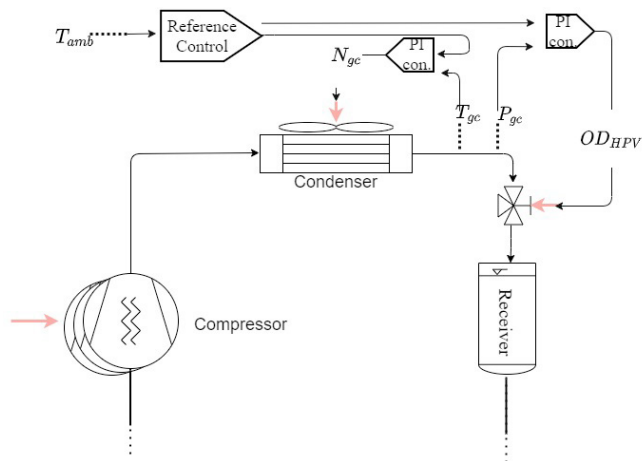 T_amb
Reference
Control
N_gc
PI
con.
PI
con.
T_gc
P_gc
OD_HPV
Condenser
Compressor
Receiver